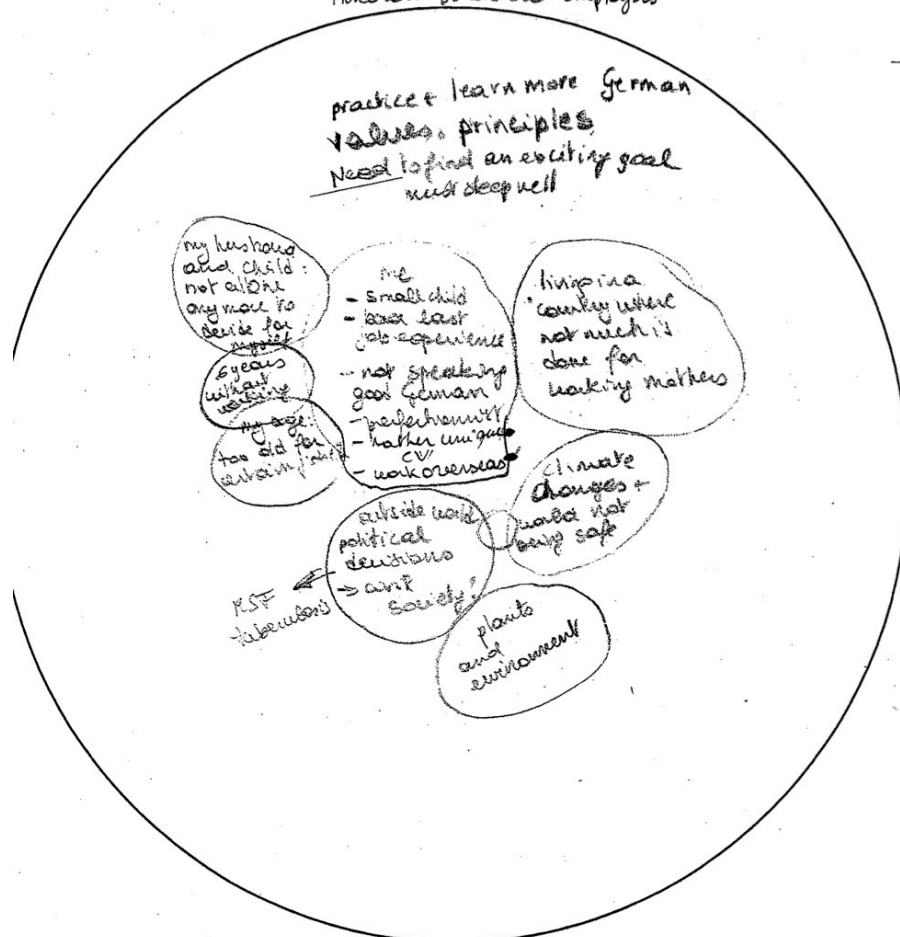 employers
practice + learn more German
values, principles
Need to find an exciting goal
must sleep well
my husband
and child:
not alone
any more to
decide for
myself
6 years
without
working
my age:
too old for
certain
me
- small child
- last
job experience
- not speaking
good German
- perfectionist
- rather unique
CV
- work overseas
living in a
country where
not much is
done for
working mothers
climate
changes +
world not
being safe
outside world
political
decisions
society?
MSF
tuberculosis
plants
and
environment